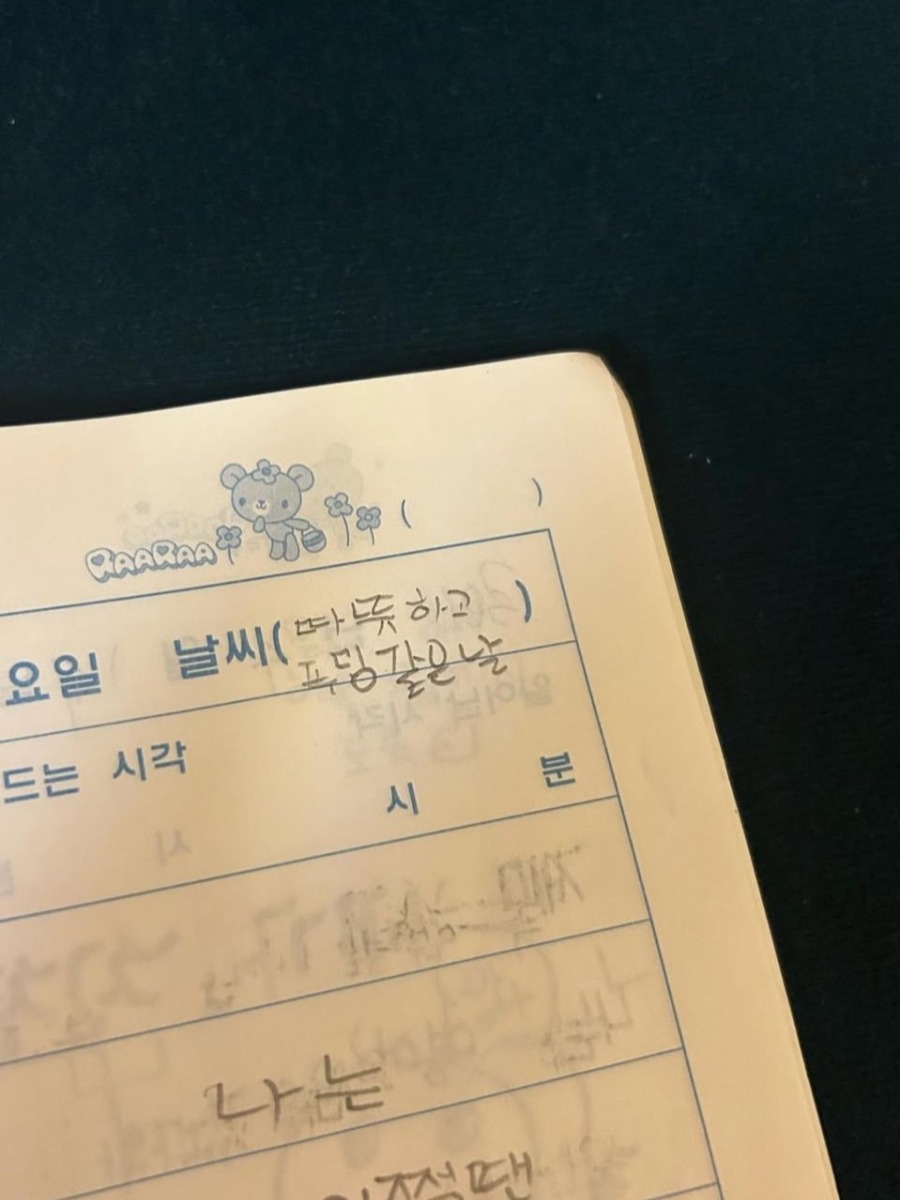 RAARAA ( )
요일 날씨(따뜻하고
푸딩같은날)
드는 시각
시 분
나는